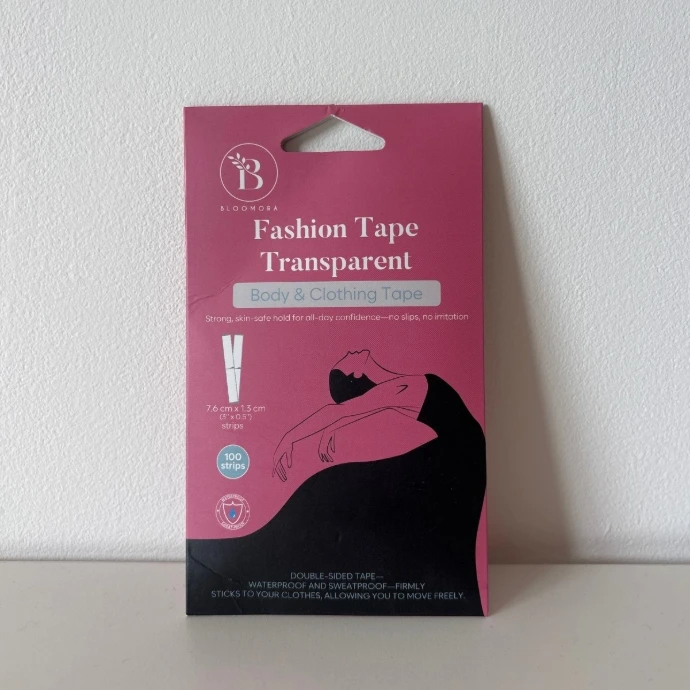 B
BLOOMORA
Fashion Tape
Transparent
Body & Clothing Tape
Strong, skin-safe hold for all-day confidence—no slips, no irritation
7.6 cm x 1.3 cm
(3" x 0.5")
strips
100
strips
DOUBLE-SIDED TAPE—
WATERPROOF AND SWEATPROOF—FIRMLY
STICKS TO YOUR CLOTHES, ALLOWING YOU TO MOVE FREELY.